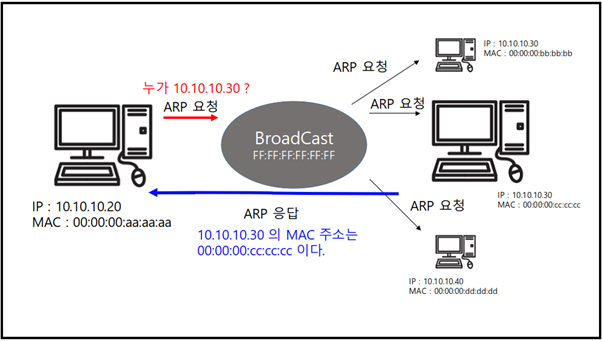 누가 10.10.10.30 ?
ARP 요청
BroadCast
FF:FF:FF:FF:FF:FF
ARP 요청
IP : 10.10.10.30
MAC : 00:00:00:bb:bb:bb
ARP 요청
IP : 10.10.10.30
MAC : 00:00:00:cc:cc:cc
ARP 요청
IP : 10.10.10.40
MAC : 00:00:00:dd:dd:dd
IP : 10.10.10.20
MAC : 00:00:00:aa:aa:aa
ARP 응답
10.10.10.30 의 MAC 주소는
00:00:00:cc:cc:cc 이다.